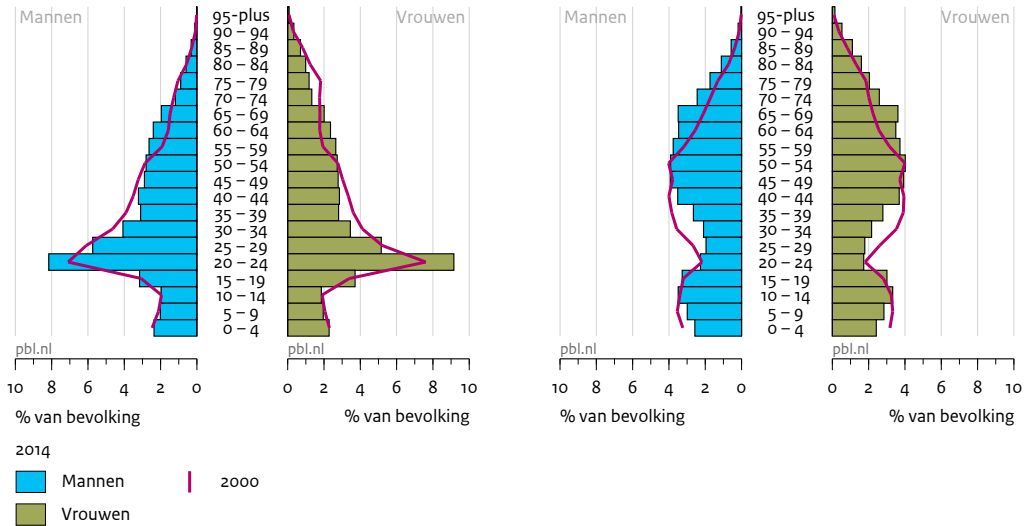 Mannen 95-plus Vrouwen
90 – 94
85 – 89
80 – 84
75 – 79
70 – 74
65 – 69
60 – 64
55 – 59
50 – 54
45 – 49
40 – 44
35 – 39
30 – 34
25 – 29
20 – 24
15 – 19
10 – 14
5 – 9
0 – 4
pbl.nl pbl.nl
10 8 6 4 2 0 0 2 4 6 8 10
% van bevolking % van bevolking
Mannen 95-plus Vrouwen
90 – 94
85 – 89
80 – 84
75 – 79
70 – 74
65 – 69
60 – 64
55 – 59
50 – 54
45 – 49
40 – 44
35 – 39
30 – 34
25 – 29
20 – 24
15 – 19
10 – 14
5 – 9
0 – 4
pbl.nl pbl.nl
10 8 6 4 2 0 0 2 4 6 8 10
% van bevolking % van bevolking
2014
Mannen 2000
Vrouwen